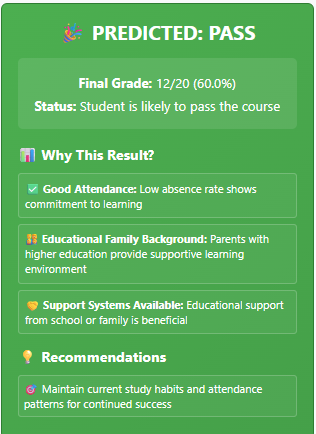 🎉 PREDICTED: PASS
Final Grade: 12/20 (60.0%)
Status: Student is likely to pass the course
📊 Why This Result?
✅ Good Attendance: Low absence rate shows
commitment to learning
👨‍👩‍👧‍👦 Educational Family Background: Parents with
higher education provide supportive learning
environment
🤝 Support Systems Available: Educational support
from school or family is beneficial
💡 Recommendations
🎯 Maintain current study habits and attendance
patterns for continued success